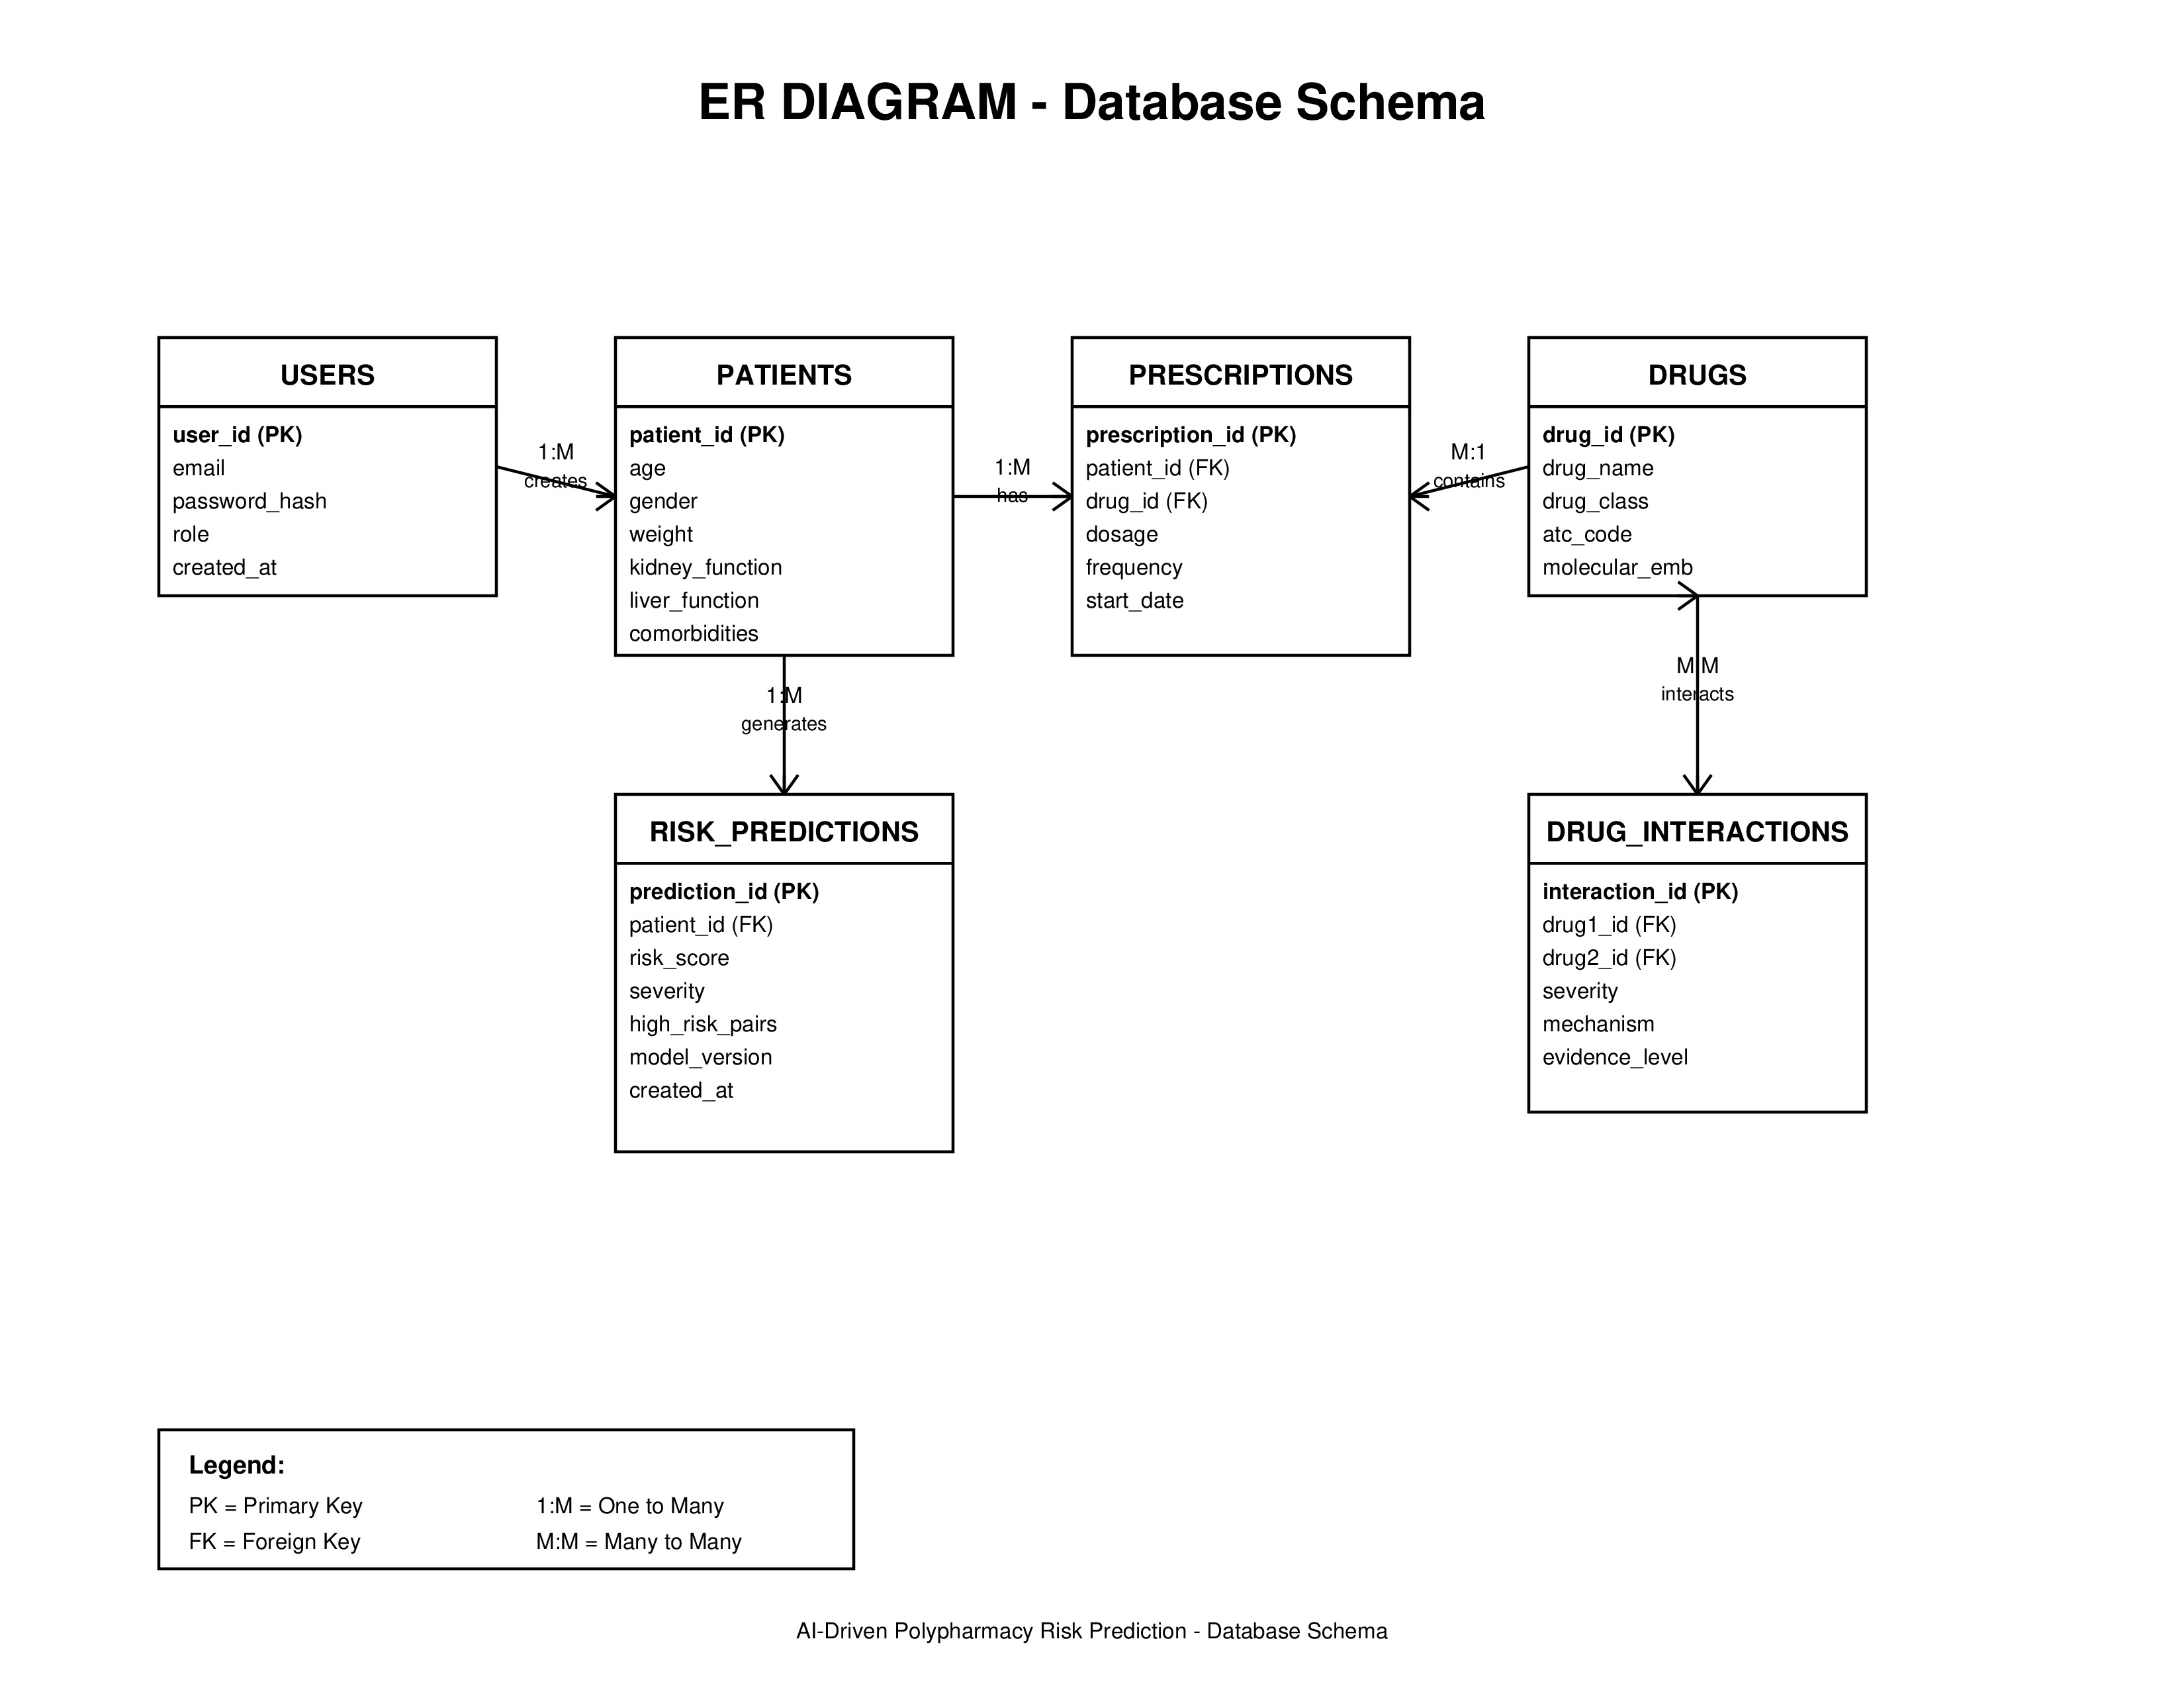 ER DIAGRAM - Database Schema
USERS
user_id (PK)
email
password_hash
role
created_at
1:M
creates
PATIENTS
patient_id (PK)
age
gender
weight
kidney_function
liver_function
comorbidities
1:M
has
PRESCRIPTIONS
prescription_id (PK)
patient_id (FK)
drug_id (FK)
dosage
frequency
start_date
M:1
contains
DRUGS
drug_id (PK)
drug_name
drug_class
atc_code
molecular_emb
1:M
generates
M:M
interacts
RISK_PREDICTIONS
prediction_id (PK)
patient_id (FK)
risk_score
severity
high_risk_pairs
model_version
created_at
DRUG_INTERACTIONS
interaction_id (PK)
drug1_id (FK)
drug2_id (FK)
severity
mechanism
evidence_level
Legend:
PK = Primary Key
1:M = One to Many
FK = Foreign Key
M:M = Many to Many
AI-Driven Polypharmacy Risk Prediction - Database Schema